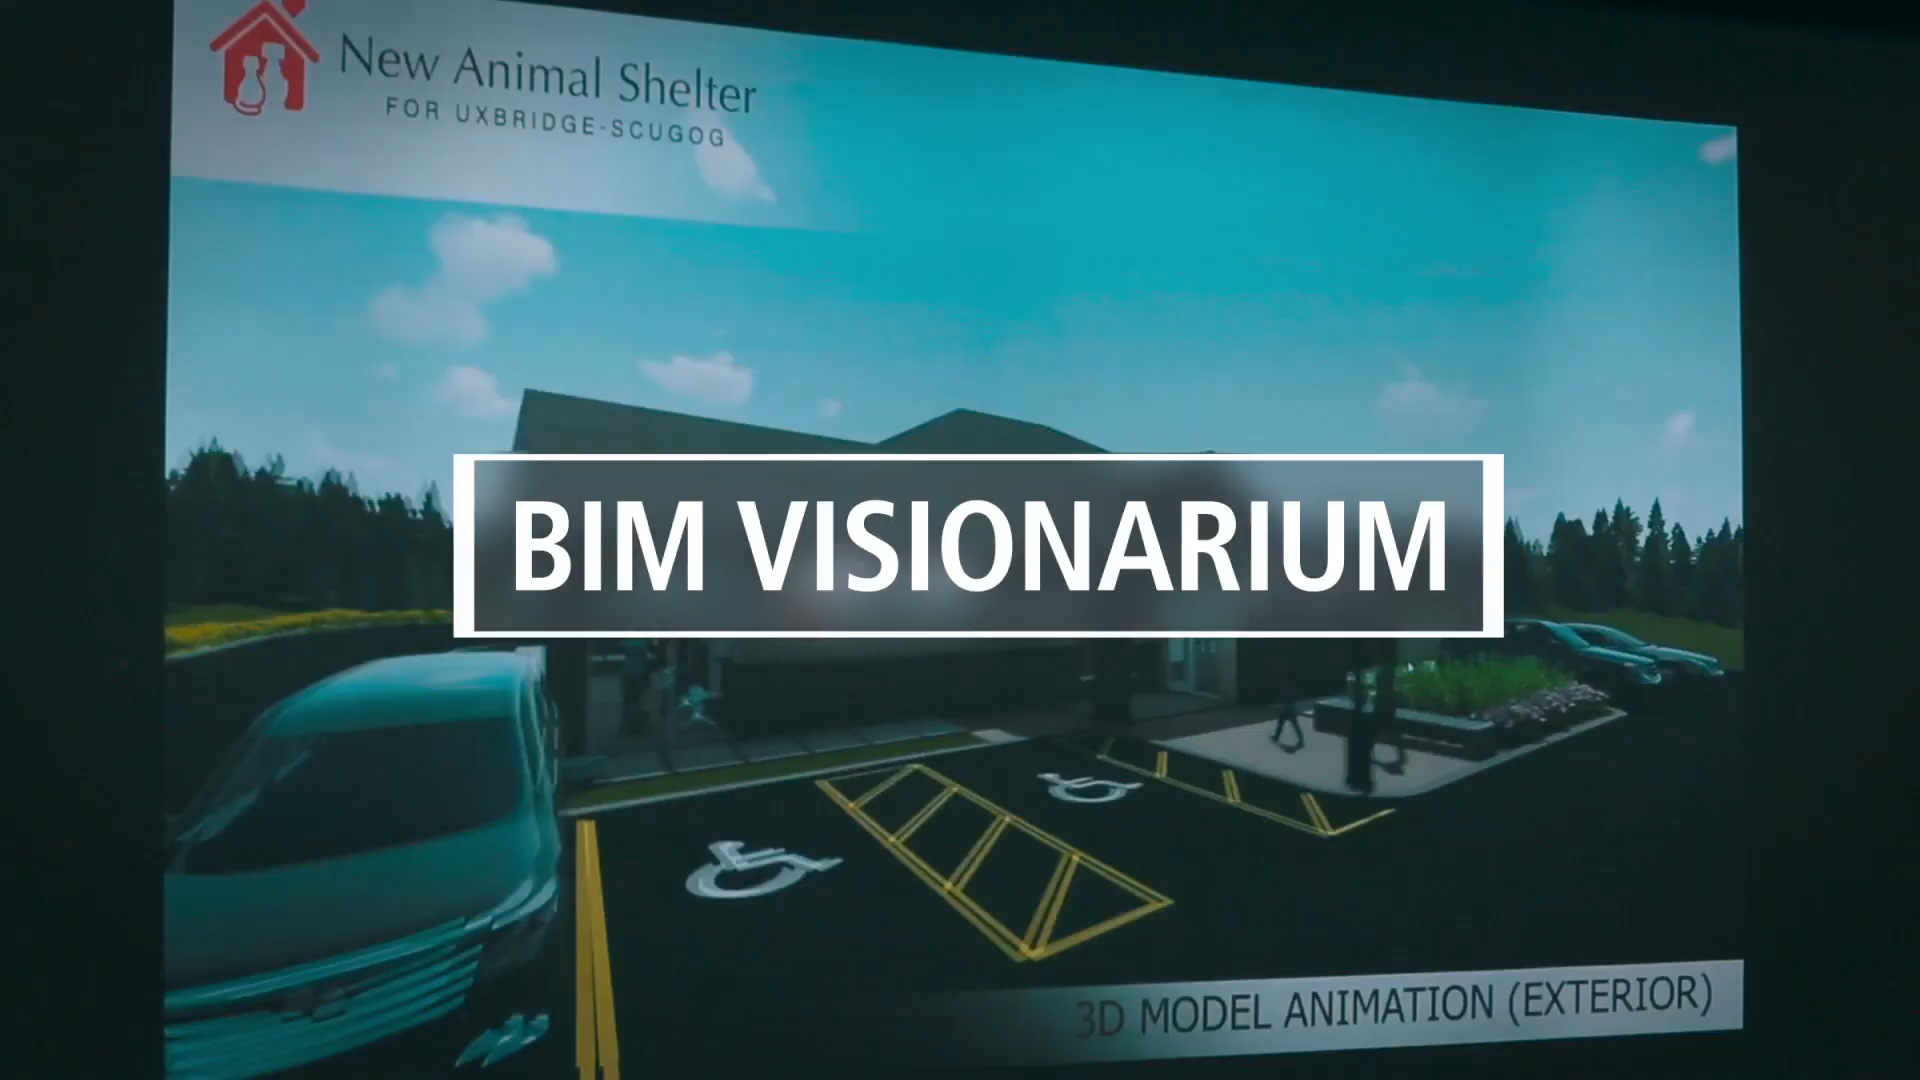 New Animal Shelter
FOR UXBRIDGE-SCUGOG
BIM VISIONARIUM
3D MODEL ANIMATION (EXTERIOR)